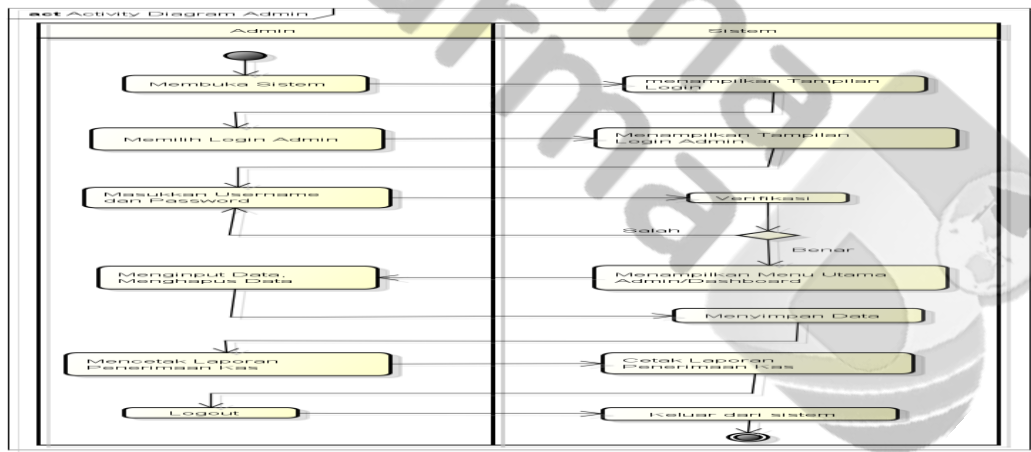 act Activity Diagram Admin
Admin
Sistem
Membuka Sistem
menampilkan Tampilan
Login
Memilih Login Admin
Menampilkan Tampilan
Login Admin
Masukkan Username
dan Password
Verifikasi
Salah
Benar
Menginput Data,
Menghapus Data
Menampilkan Menu Utama
Admin/Dashboard
Menyimpan Data
Mencetak Laporan
Penerimaan Kas
Cetak Laporan
Penerimaan Kas
Logout
Keluar dari sistem